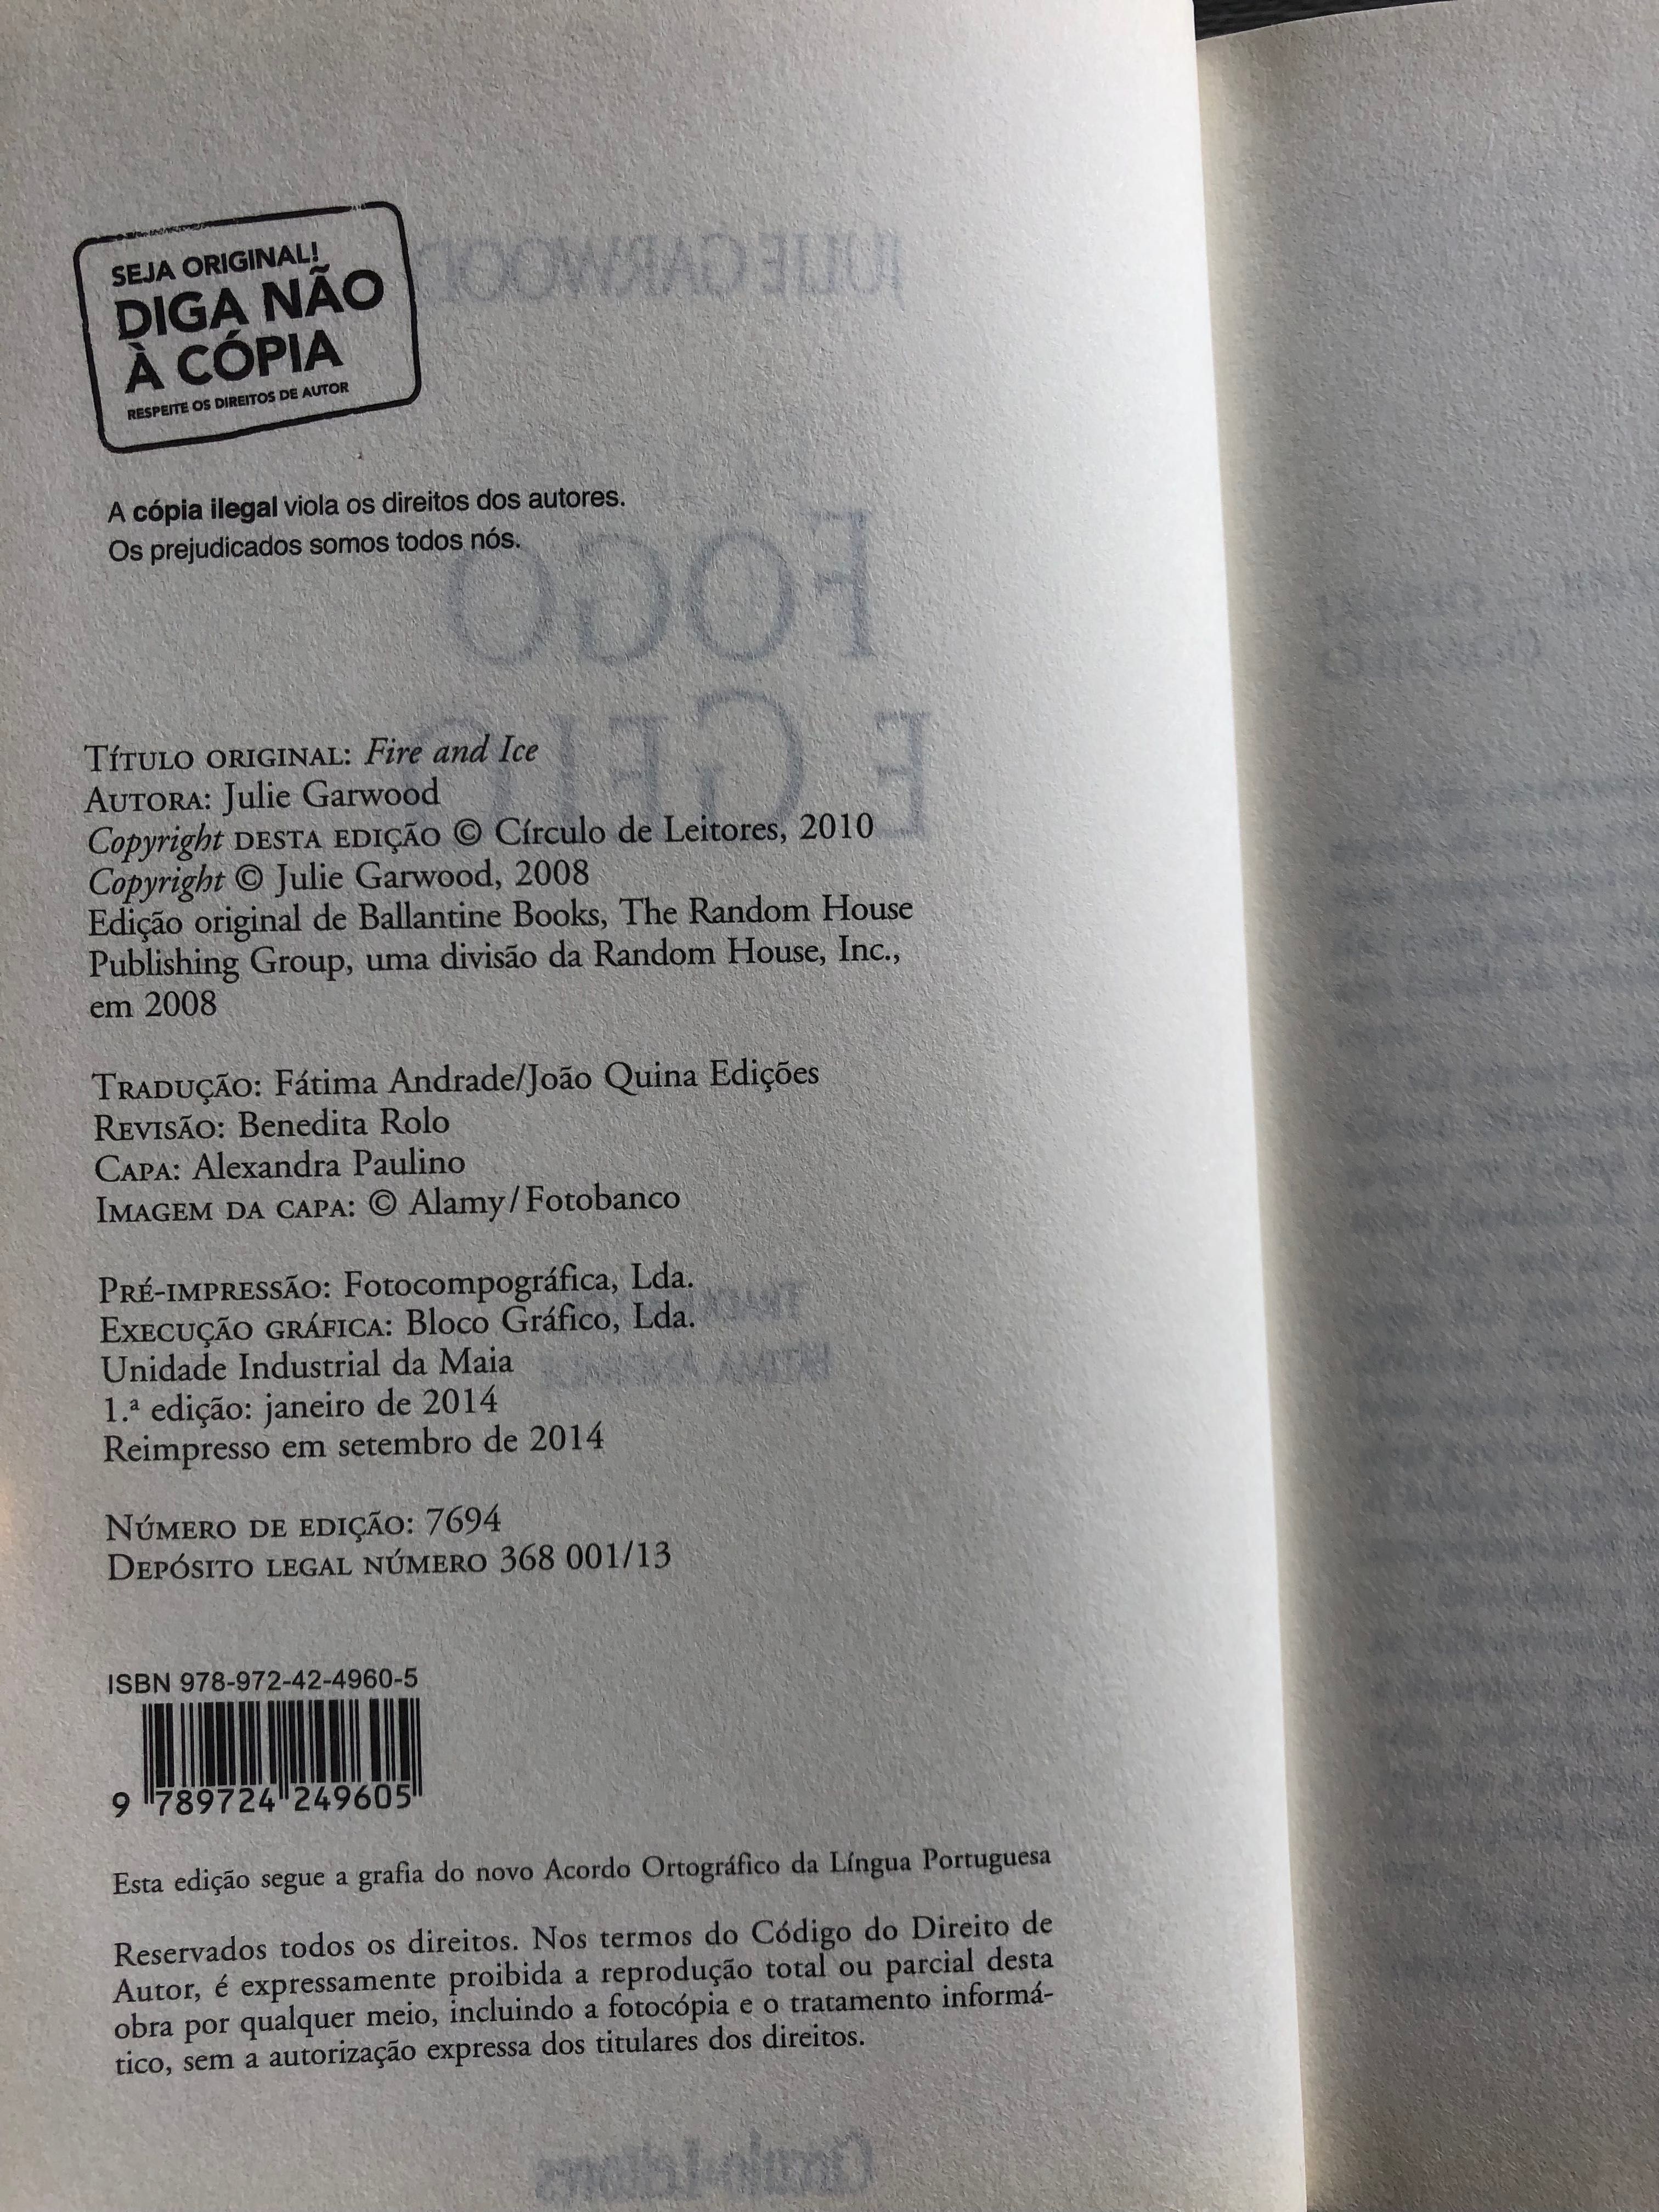 SEJA ORIGINAL!
DIGA NÃO
À CÓPIA
RESPEITE OS DIREITOS DE AUTOR
A cópia ilegal viola os direitos dos autores.
Os prejudicados somos todos nós.
JULIE GARWOOD
FOGO
E GELO
TÍTULO ORIGINAL: Fire and Ice
AUTORA: Julie Garwood
Copyright DESTA EDIÇÃO © Círculo de Leitores, 2010
Copyright © Julie Garwood, 2008
Edição original de Ballantine Books, The Random House
Publishing Group, uma divisão da Random House, Inc.,
em 2008
TRADUÇÃO: Fátima Andrade/João Quina Edições
REVISÃO: Benedita Rolo
CAPA: Alexandra Paulino
IMAGEM DA CAPA: © Alamy/Fotobanco
PRÉ-IMPRESSÃO: Fotocompográfica, Lda.
EXECUÇÃO GRÁFICA: Bloco Gráfico, Lda.
Unidade Industrial da Maia
1.ª edição: janeiro de 2014
Reimpresso em setembro de 2014
NÚMERO DE EDIÇÃO: 7694
DEPÓSITO LEGAL NÚMERO 368 001/13
ISBN 978-972-42-4960-5
9 789724 249605
Esta edição segue a grafia do novo Acordo Ortográfico da Língua Portuguesa
Reservados todos os direitos. Nos termos do Código do Direito de
Autor, é expressamente proibida a reprodução total ou parcial desta
obra por qualquer meio, incluindo a fotocópia e o tratamento informá-
tico, sem a autorização expressa dos titulares dos direitos.
Círculo de Leitores